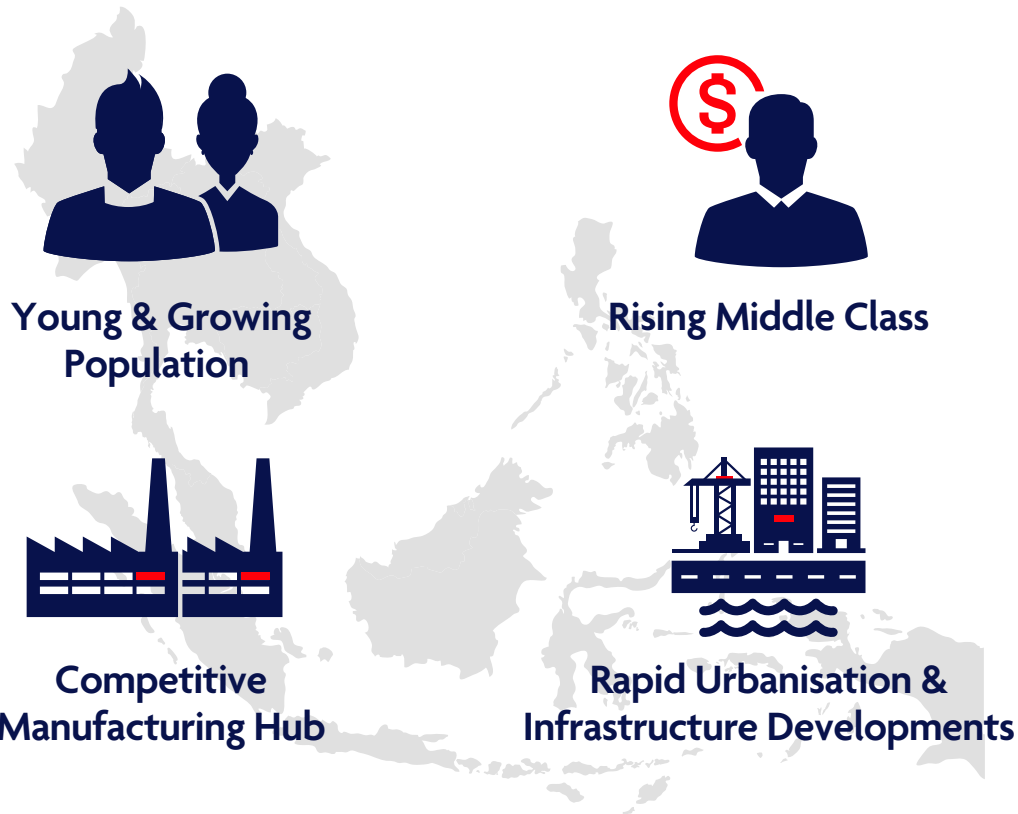 Young & Growing
Population
Rising Middle Class
Competitive
Manufacturing Hub
Rapid Urbanisation &
Infrastructure Developments